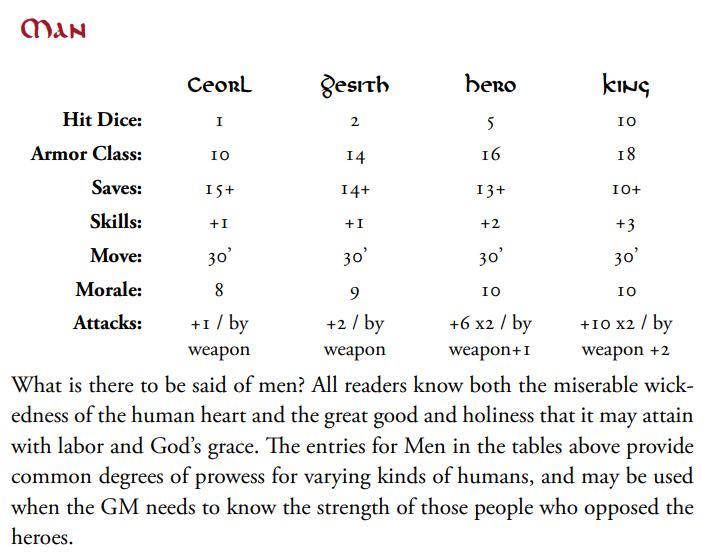 Man
Ceorl Gesith Hero King
Hit Dice: 1 2 5 10
Armor Class: 10 14 16 18
Saves: 15+ 14+ 13+ 10+
Skills: +1 +1 +2 +3
Move: 30’ 30’ 30’ 30’
Morale: 8 9 10 10
Attacks: +1 / by +2 / by +6 x2 / by +10 x2 / by
weapon weapon weapon+1 weapon +2
What is there to be said of men? All readers know both the miserable wick-
edness of the human heart and the great good and holiness that it may attain
with labor and God’s grace. The entries for Men in the tables above provide
common degrees of prowess for varying kinds of humans, and may be used
when the GM needs to know the strength of those people who opposed the
heroes.